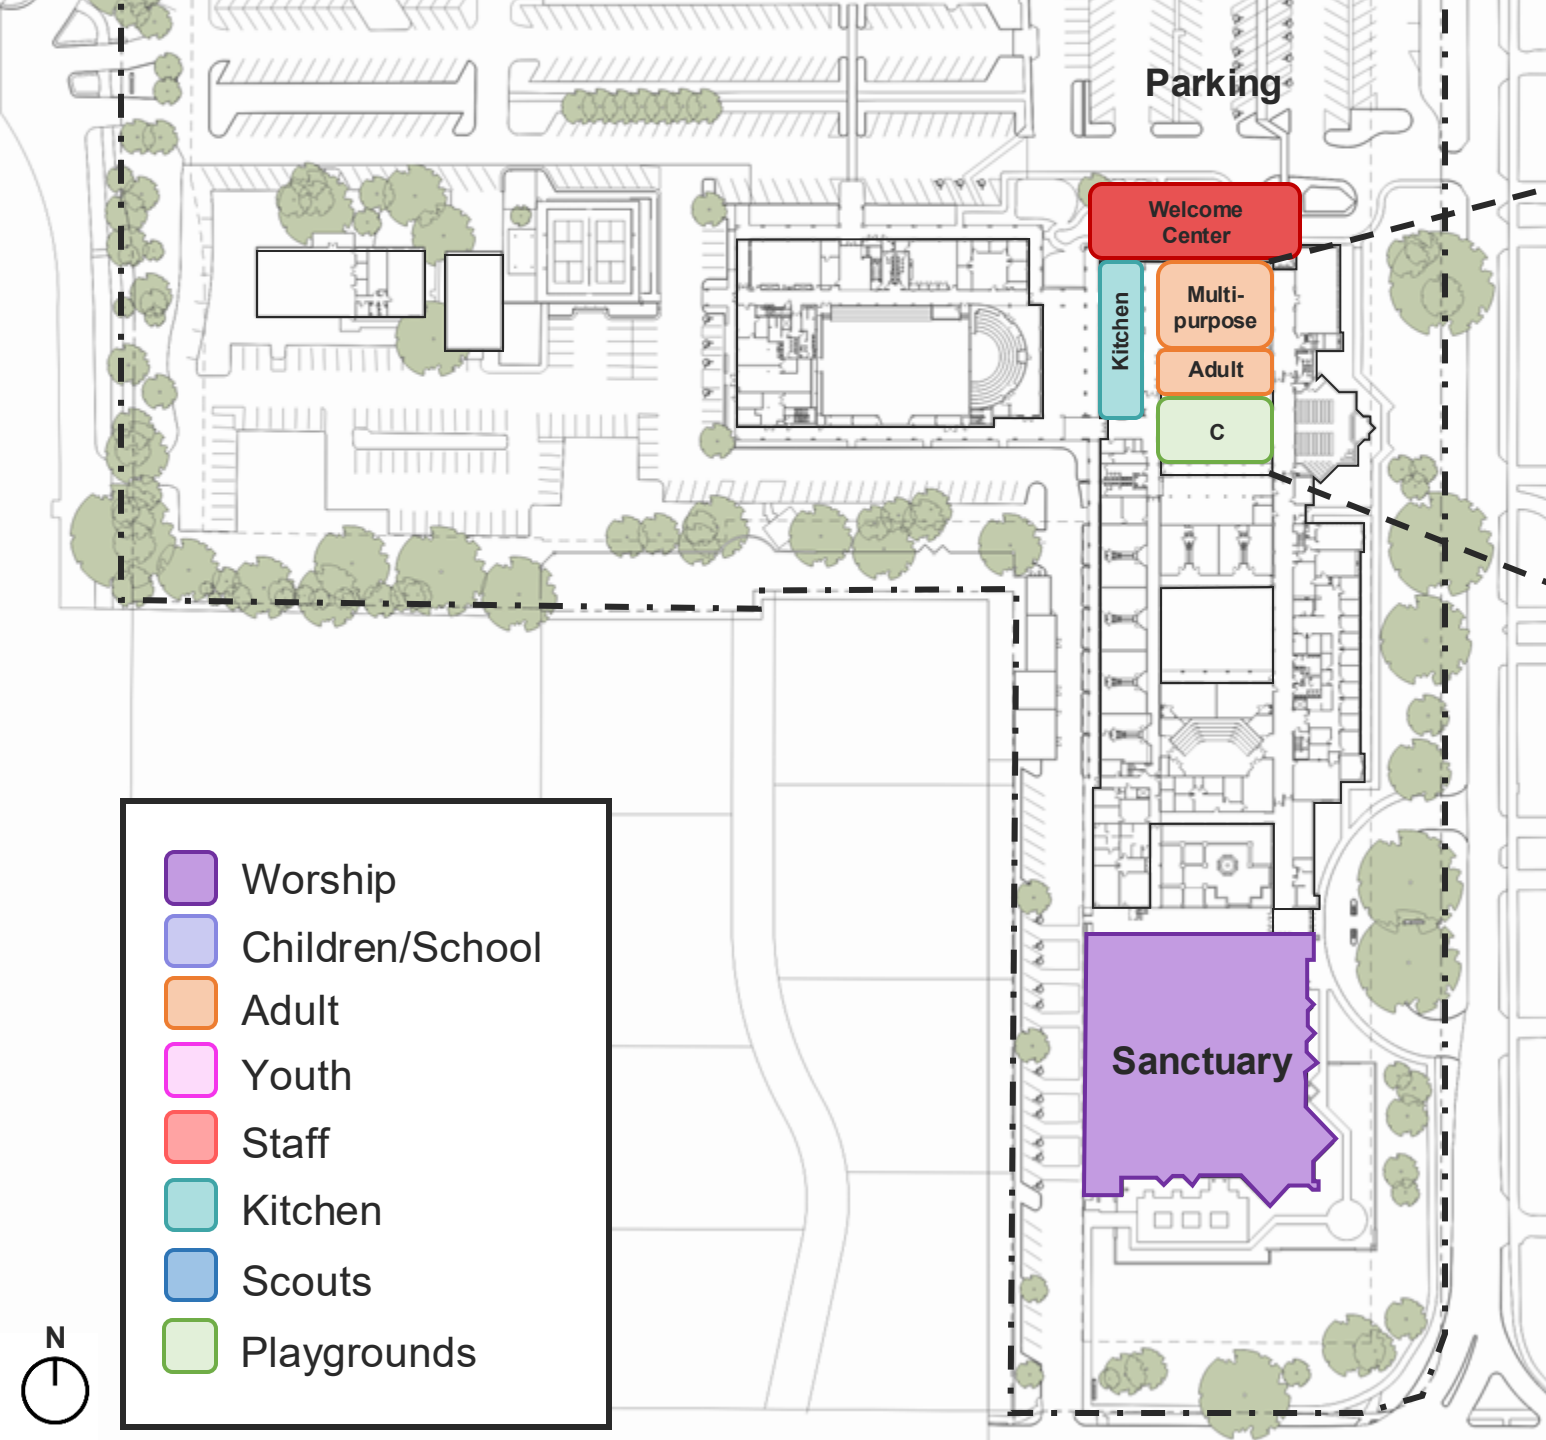 Parking
Welcome
Center
Kitchen
Multi-
purpose
Adult
C
Sanctuary
Worship
Children/School
Adult
Youth
Staff
Kitchen
Scouts
Playgrounds
N